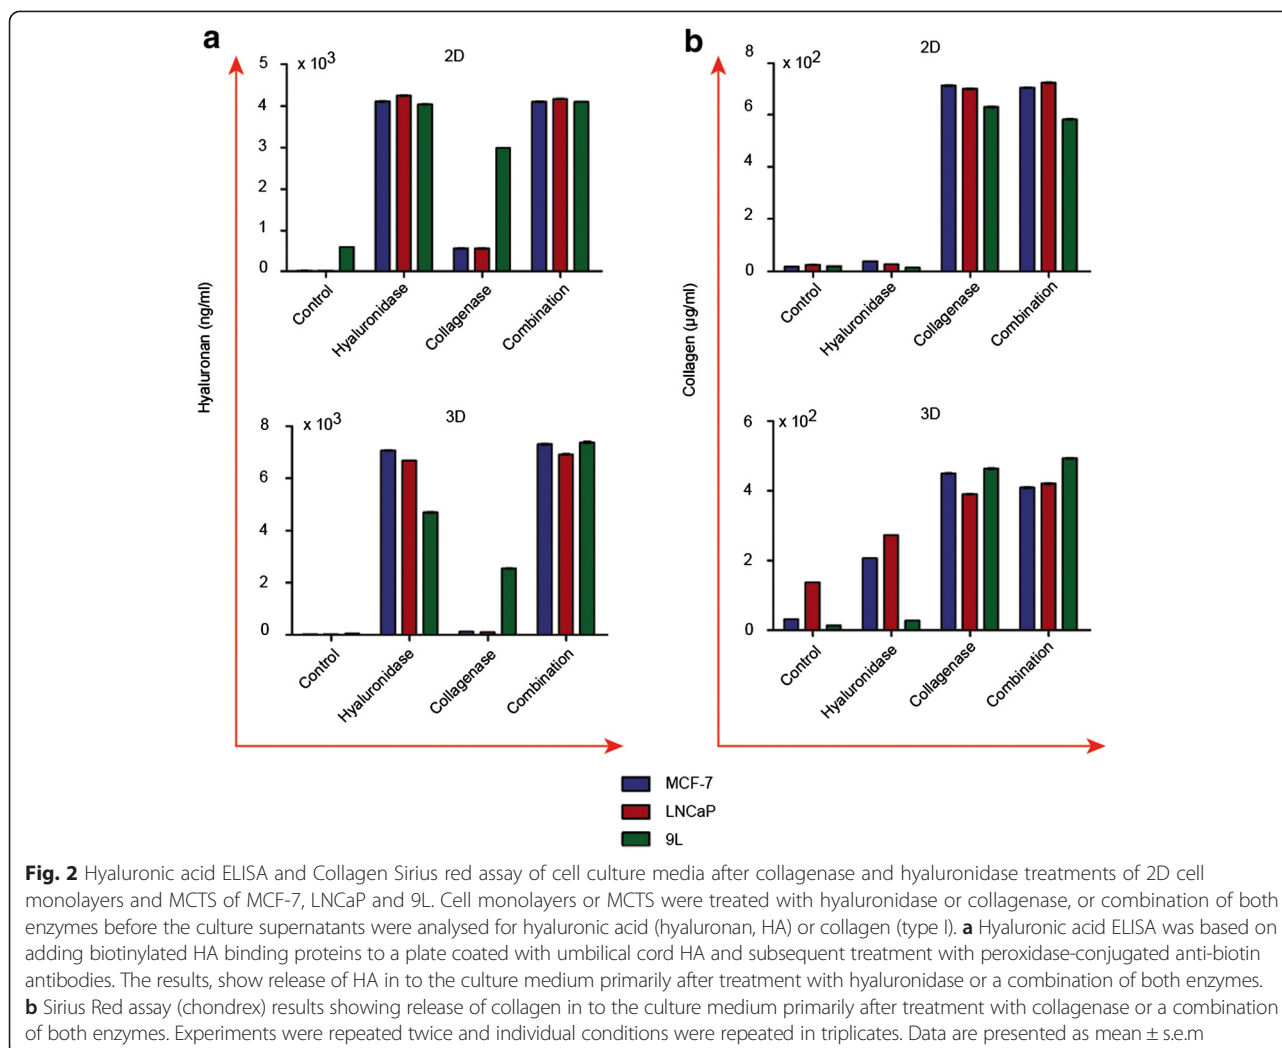 a
2D
x 10³
5
4
3
2
1
0
Control
Hyaluronidase
Collagenase
Combination
Hyaluronan (ng/ml)
3D
x 10³
8
6
4
2
0
Control
Hyaluronidase
Collagenase
Combination
b
2D
x 10²
8
6
4
2
0
Control
Hyaluronidase
Collagenase
Combination
Collagen (µg/ml)
3D
x 10²
6
4
2
0
Control
Hyaluronidase
Collagenase
Combination
MCF-7
LNCaP
9L
Fig. 2 Hyaluronic acid ELISA and Collagen Sirius red assay of cell culture media after collagenase and hyaluronidase treatments of 2D cell
monolayers and MCTS of MCF-7, LNCaP and 9L. Cell monolayers or MCTS were treated with hyaluronidase or collagenase, or combination of both
enzymes before the culture supernatants were analysed for hyaluronic acid (hyaluronan, HA) or collagen (type I). a Hyaluronic acid ELISA was based on
adding biotinylated HA binding proteins to a plate coated with umbilical cord HA and subsequent treatment with peroxidase-conjugated anti-biotin
antibodies. The results, show release of HA in to the culture medium primarily after treatment with hyaluronidase or a combination of both enzymes.
b Sirius Red assay (chondrex) results showing release of collagen in to the culture medium primarily after treatment with collagenase or a combination
of both enzymes. Experiments were repeated twice and individual conditions were repeated in triplicates. Data are presented as mean ± s.e.m